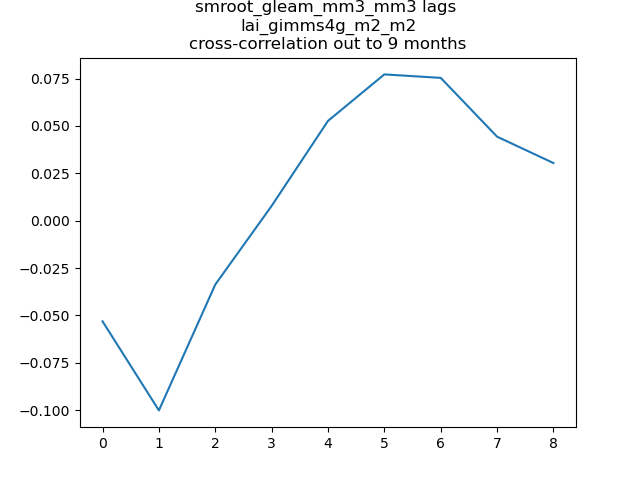 smroot_gleam_mm3_mm3 lags
lai_gimms4g_m2_m2
cross-correlation out to 9 months
0.075
0.050
0.025
0.000
−0.025
−0.050
−0.075
−0.100
0 1 2 3 4 5 6 7 8